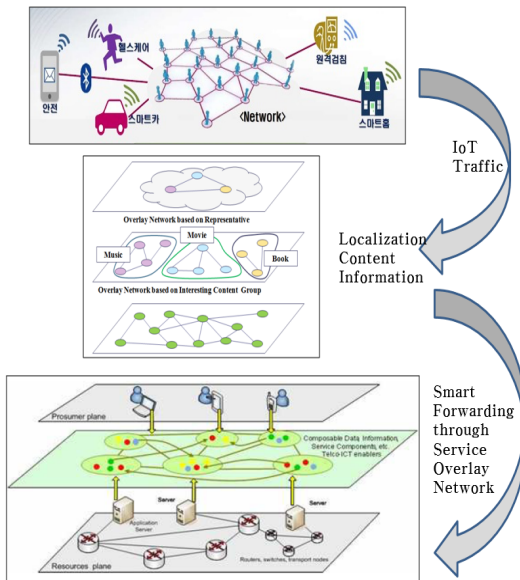 헬스케어
원격검침
안전
스마트카
<Network>
스마트홈
IoT
Traffic
Overlay Network based on Representative
Movie
Music
Book
Overlay Network based on Interesting Content Group
Localization
Content
Information
Prosumer plane
Composable Data, Information,
Service Components, etc.
Telco-ICT enablers
Server
Server
Server
Application
Server
Routers, switches, transport nodes
Resources plane
Smart
Forwarding
through
Service
Overlay
Network